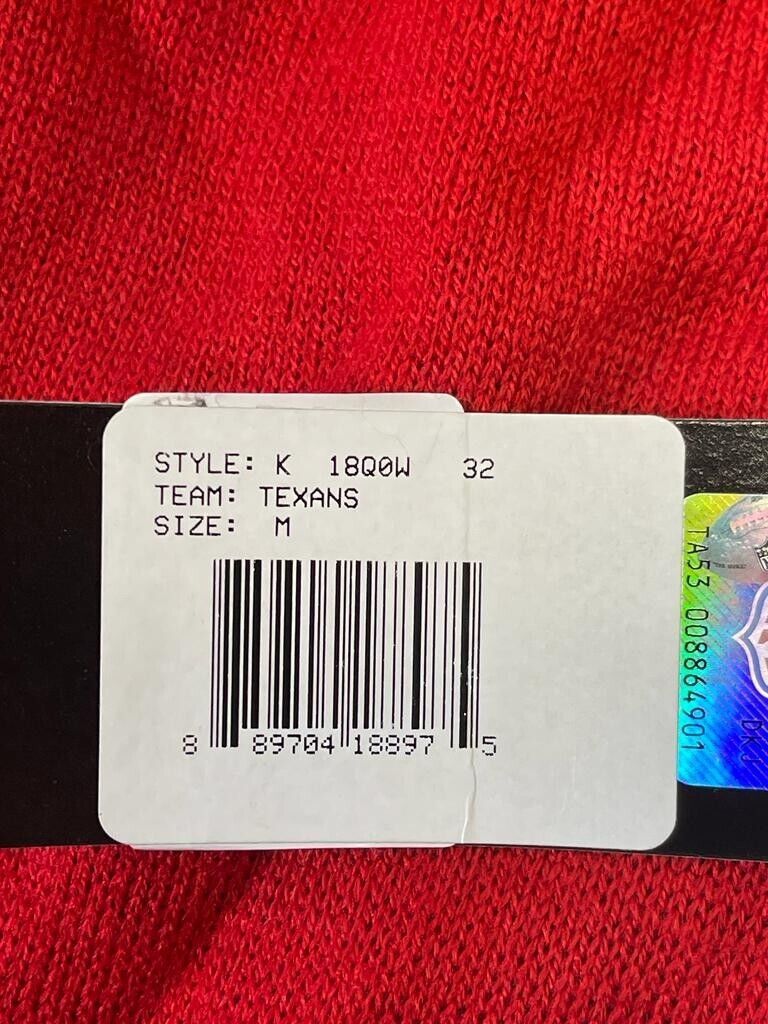 STYLE: K 18Q0W 32
TEAM: TEXANS
SIZE: M
8 89704 18897 5
TA53 008864901